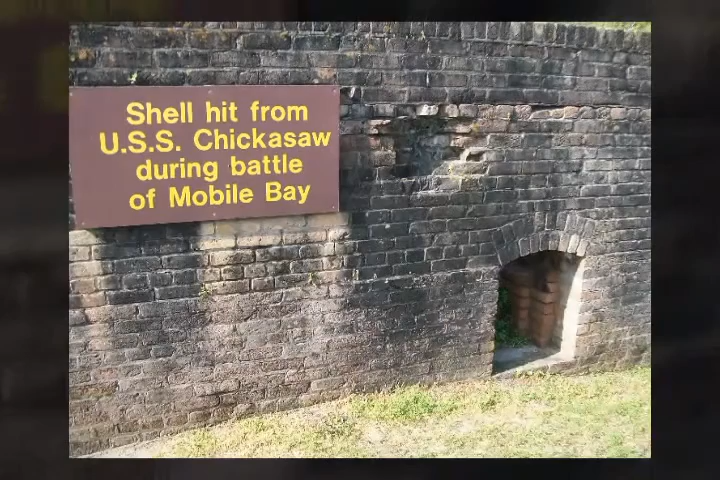 Shell hit from
U.S.S. Chickasaw
during battle
of Mobile Bay